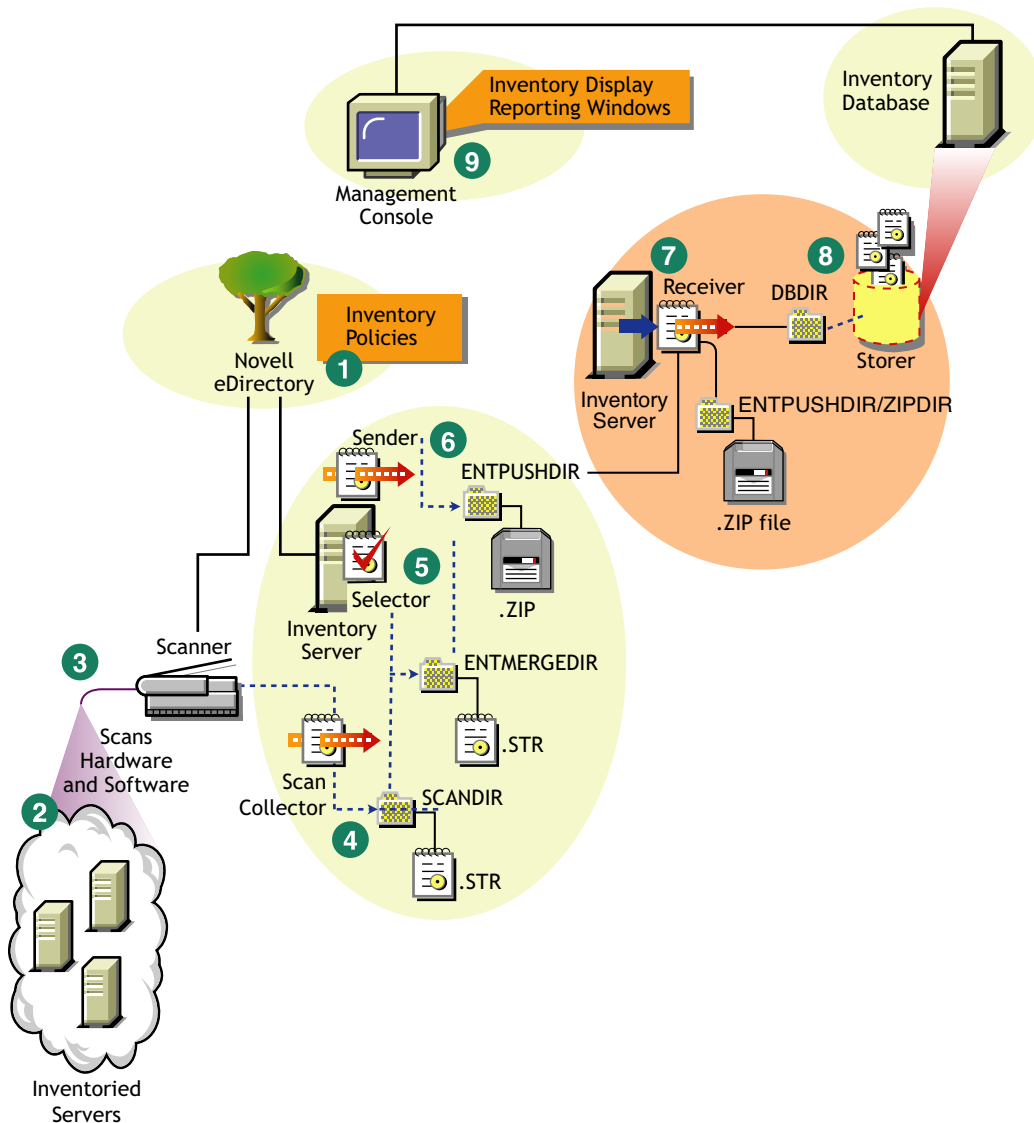 Inventory Display
Reporting Windows
Inventory
Database
9
Management
Console
7
Receiver
8
DBDIR
Storer
Inventory
Policies
1
Novell
eDirectory
Inventory
Server
ENTPUSHDIR/ZIPDIR
.ZIP file
Sender
6
ENTPUSHDIR
.ZIP
5
Selector
Inventory
Server
Scanner
3
ENTMERGEDIR
.STR
Scans
Hardware
and Software
Scan
Collector
SCANDIR
4
.STR
2
Inventoried
Servers